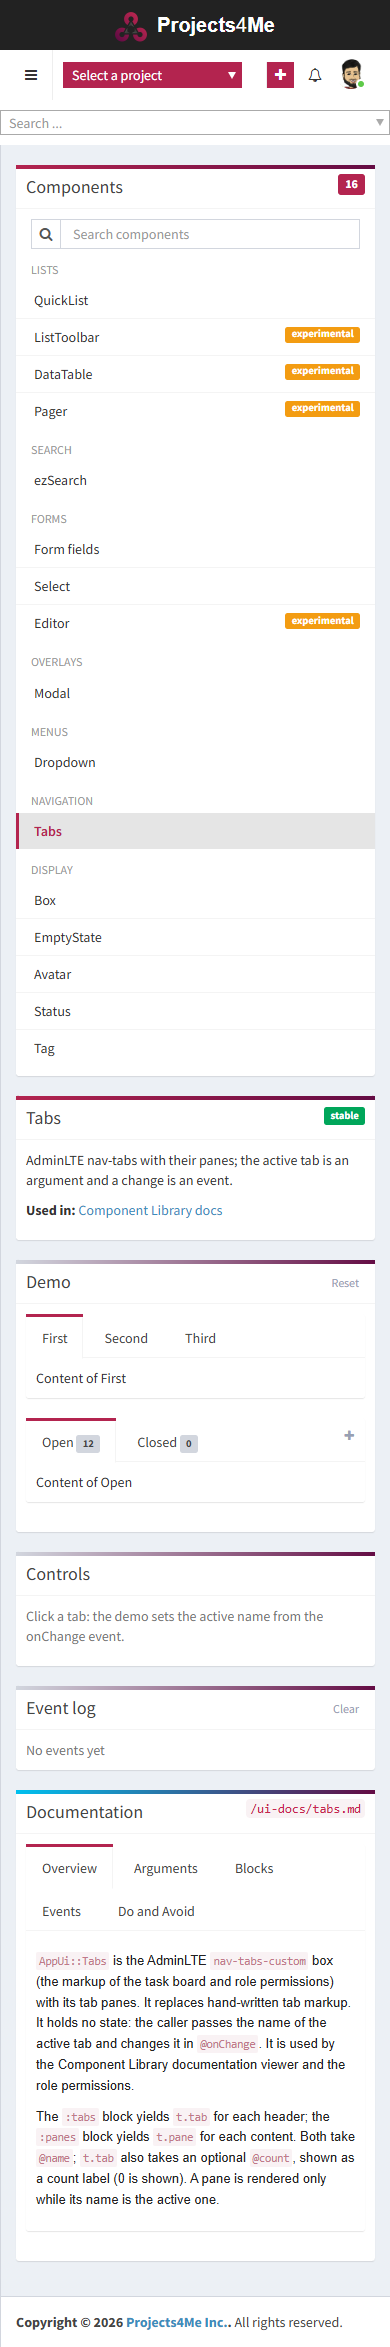 Projects4Me
Select a project
Search ...
Components 16
Search components
LISTS
QuickList
ListToolbar experimental
DataTable experimental
Pager experimental
SEARCH
ezSearch
FORMS
Form fields
Select
Editor experimental
OVERLAYS
Modal
MENUS
Dropdown
NAVIGATION
Tabs
DISPLAY
Box
EmptyState
Avatar
Status
Tag
Tabs stable
AdminLTE nav-tabs with their panes; the active tab is an
argument and a change is an event.
Used in: Component Library docs
Demo Reset
First Second Third
Content of First
Open 12 Closed 0
Content of Open
Controls
Click a tab: the demo sets the active name from the
onChange event.
Event log Clear
No events yet
Documentation /ui-docs/tabs.md
Overview Arguments Blocks
Events Do and Avoid
AppUi::Tabs is the AdminLTE nav-tabs-custom box
(the markup of the task board and role permissions)
with its tab panes. It replaces hand-written tab markup.
It holds no state: the caller passes the name of the
active tab and changes it in @onChange. It is used by
the Component Library documentation viewer and the
role permissions.
The :tabs block yields t.tab for each header; the
:panes block yields t.pane for each content. Both take
@name; t.tab also takes an optional @count, shown as
a count label (0 is shown). A pane is rendered only
while its name is the active one.
Copyright © 2026 Projects4Me Inc.. All rights reserved.